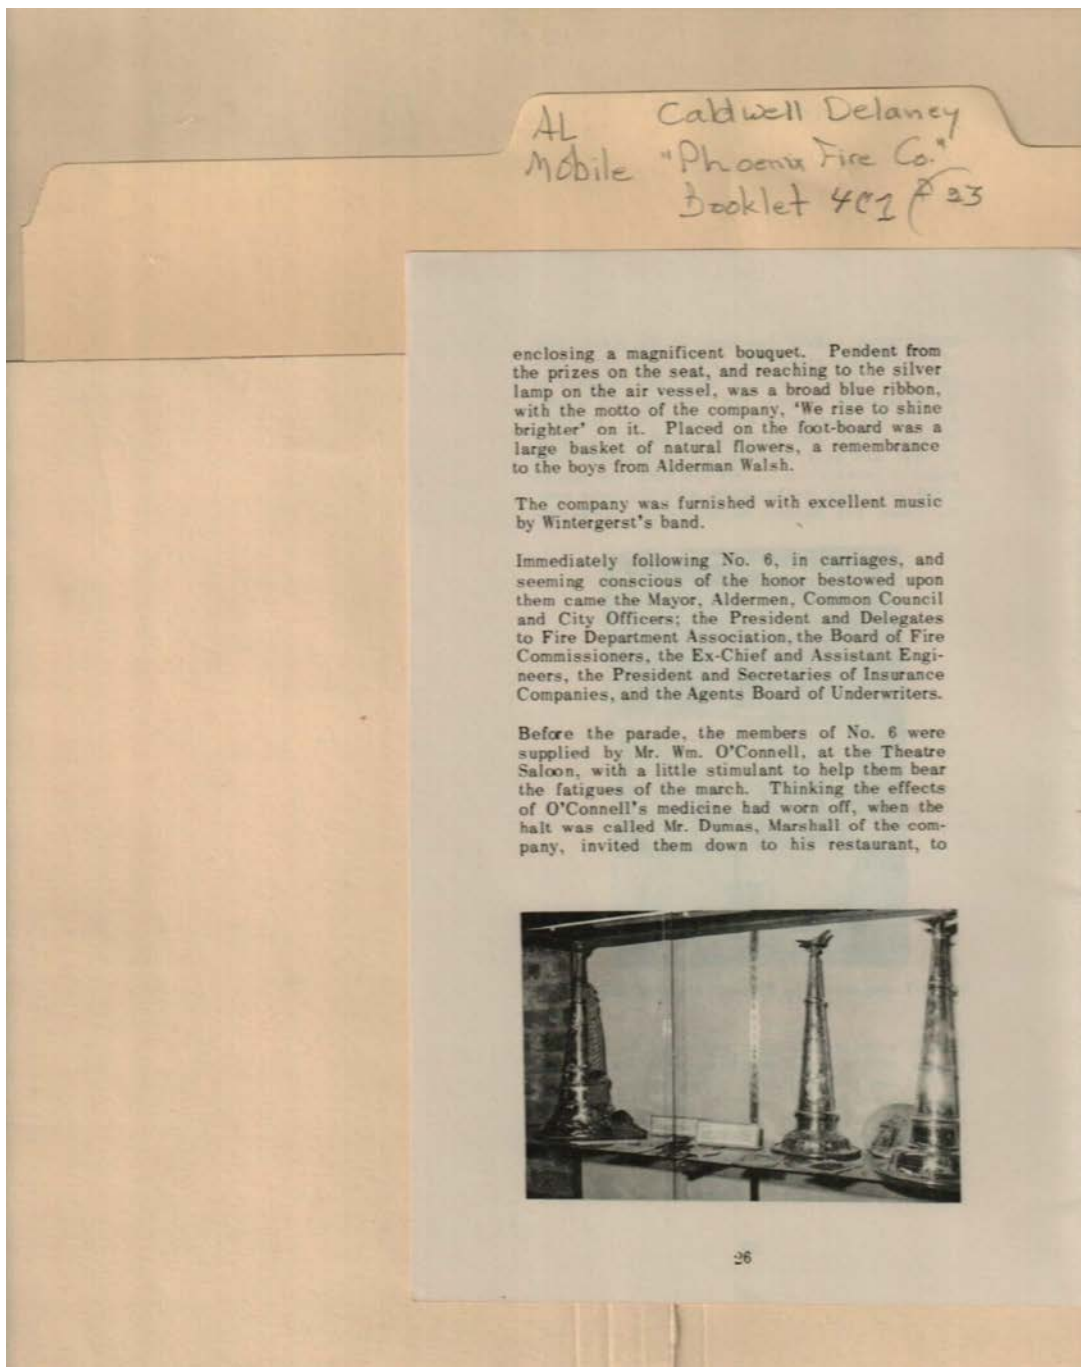 AL Caldwell Delaney
Mobile "Phoenix Fire Co."
Booklet 4C1 P 23
enclosing a magnificent bouquet. Pendent from
the prizes on the seat, and reaching to the silver
lamp on the air vessel, was a broad blue ribbon,
with the motto of the company, 'We rise to shine
brighter' on it. Placed on the foot-board was a
large basket of natural flowers, a remembrance
to the boys from Alderman Walsh.
The company was furnished with excellent music
by Wintergerst's band.
Immediately following No. 6, in carriages, and
seeming conscious of the honor bestowed upon
them came the Mayor, Aldermen, Common Council
and City Officers; the President and Delegates
to Fire Department Association, the Board of Fire
Commissioners, the Ex-Chief and Assistant Engi-
neers, the President and Secretaries of Insurance
Companies, and the Agents Board of Underwriters.
Before the parade, the members of No. 6 were
supplied by Mr. Wm. O'Connell, at the Theatre
Saloon, with a little stimulant to help them bear
the fatigues of the march. Thinking the effects
of O'Connell's medicine had worn off, when the
halt was called Mr. Dumas, Marshall of the com-
pany, invited them down to his restaurant, to
26